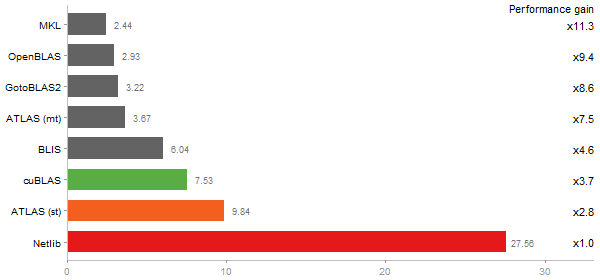 Performance gain
MKL 2.44 x11.3
OpenBLAS 2.93 x9.4
GotoBLAS2 3.22 x8.6
ATLAS (mt) 3.67 x7.5
BLIS 6.04 x4.6
cuBLAS 7.53 x3.7
ATLAS (st) 9.84 x2.8
Netlib 27.56 x1.0
0 10 20 30